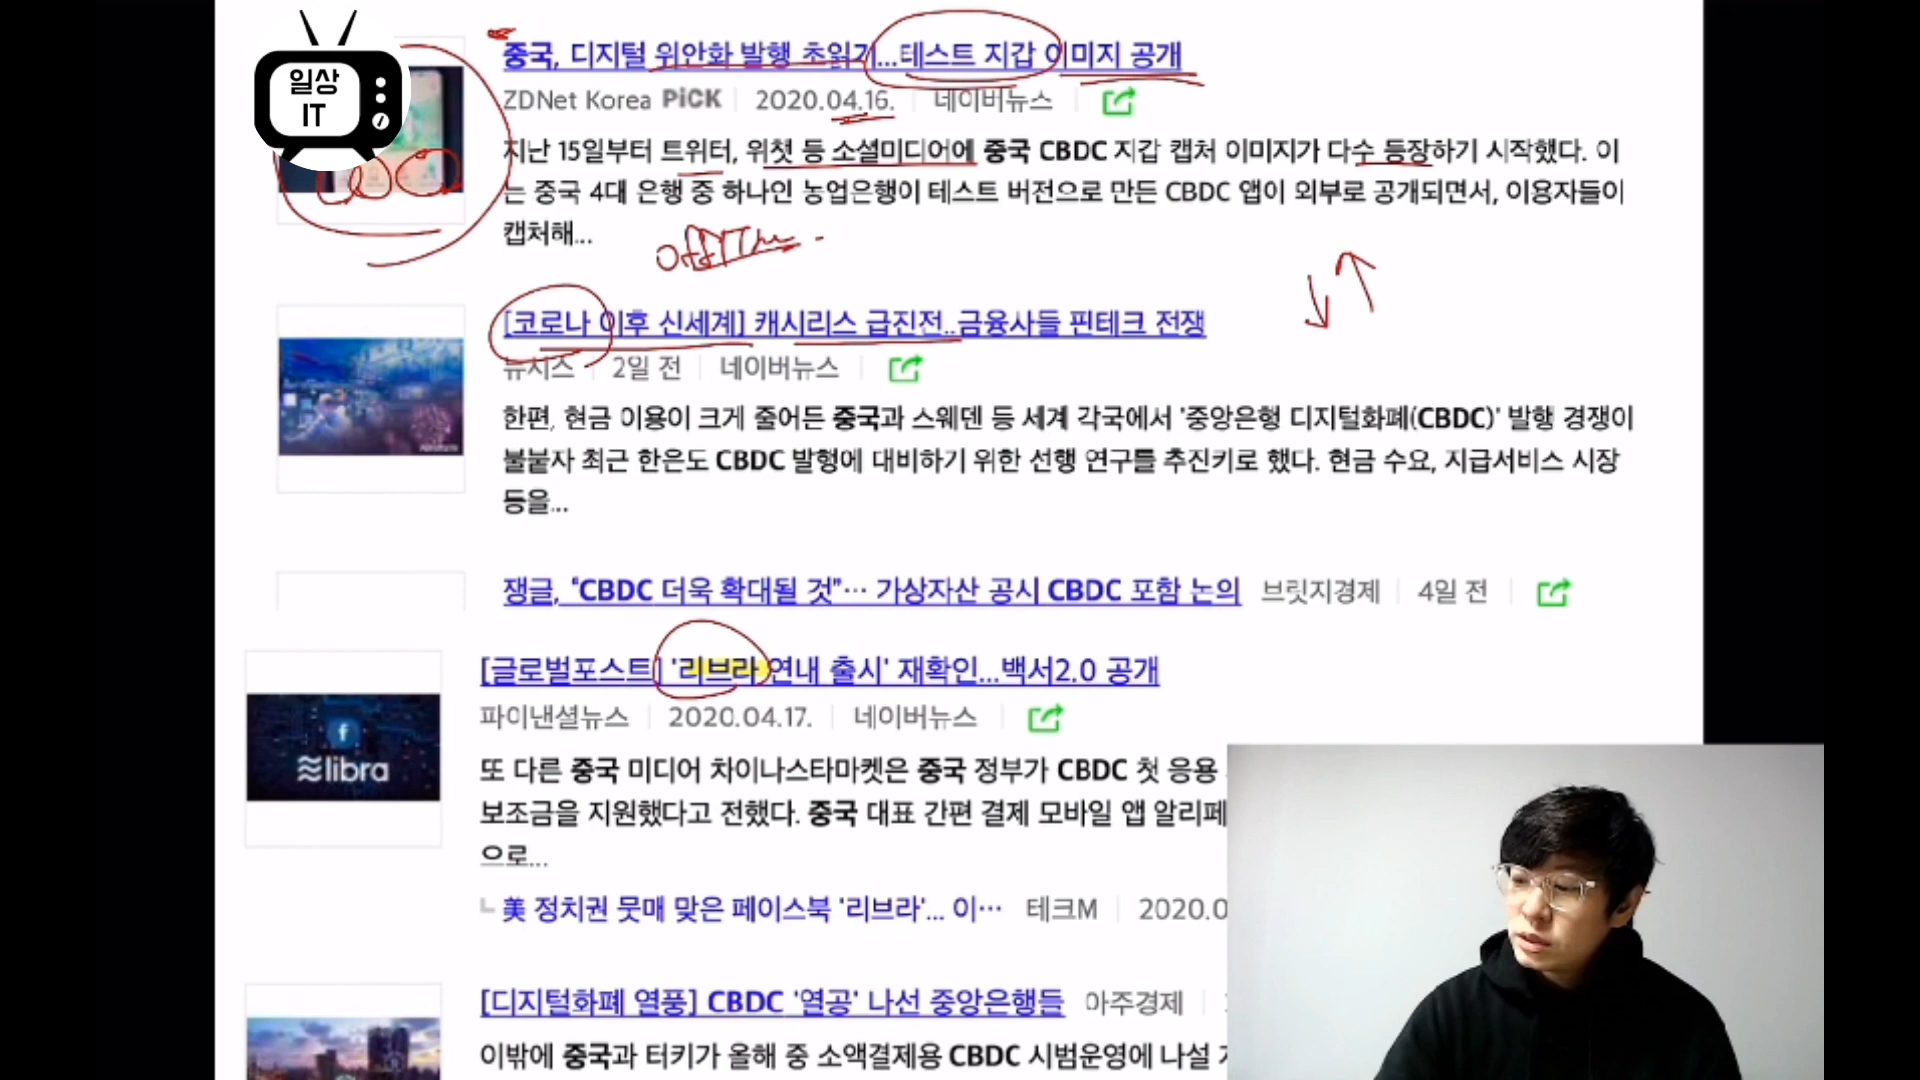 일상
IT
중국, 디지털 위안화 발행 초읽기...테스트 지갑 이미지 공개
ZDNet Korea PiCK 2020.04.16. 네이버뉴스
지난 15일부터 트위터, 위챗 등 소셜미디어에 중국 CBDC 지갑 캡처 이미지가 다수 등장하기 시작했다. 이
는 중국 4대 은행 중 하나인 농업은행이 테스트 버전으로 만든 CBDC 앱이 외부로 공개되면서, 이용자들이
캡처해...
[코로나 이후 신세계] 캐시리스 급진전..금융사들 핀테크 전쟁
뉴시스 2일 전 네이버뉴스
한편, 현금 이용이 크게 줄어든 중국과 스웨덴 등 세계 각국에서 '중앙은행 디지털화폐(CBDC)' 발행 경쟁이
불붙자 최근 한은도 CBDC 발행에 대비하기 위한 선행 연구를 추진키로 했다. 현금 수요, 지급서비스 시장
등을...
쟁글, "CBDC 더욱 확대될 것"… 가상자산 공시 CBDC 포함 논의 브릿지경제 4일 전
[글로벌포스트] '리브라 연내 출시' 재확인...백서2.0 공개
파이낸셜뉴스 2020.04.17. 네이버뉴스
libra
또 다른 중국 미디어 차이나스타마켓은 중국 정부가 CBDC 첫 응용
보조금을 지원했다고 전했다. 중국 대표 간편 결제 모바일 앱 알리페
으로...
美 정치권 뭇매 맞은 페이스북 '리브라'... 이… 테크M 2020.0
[디지털화폐 열풍] CBDC '열공' 나선 중앙은행들 아주경제
이밖에 중국과 터키가 올해 중 소액결제용 CBDC 시범운영에 나설